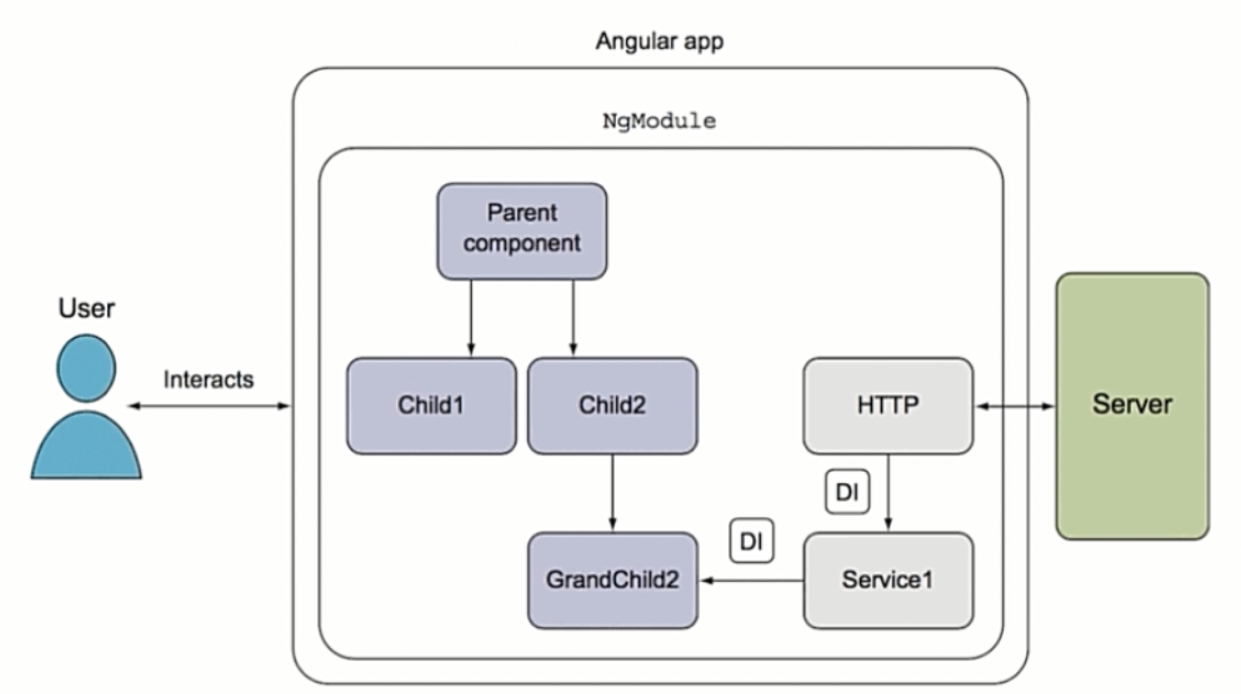 Angular app
NgModule
Parent
component
User
Interacts
Child1
Child2
HTTP
Server
DI
DI
GrandChild2
Service1